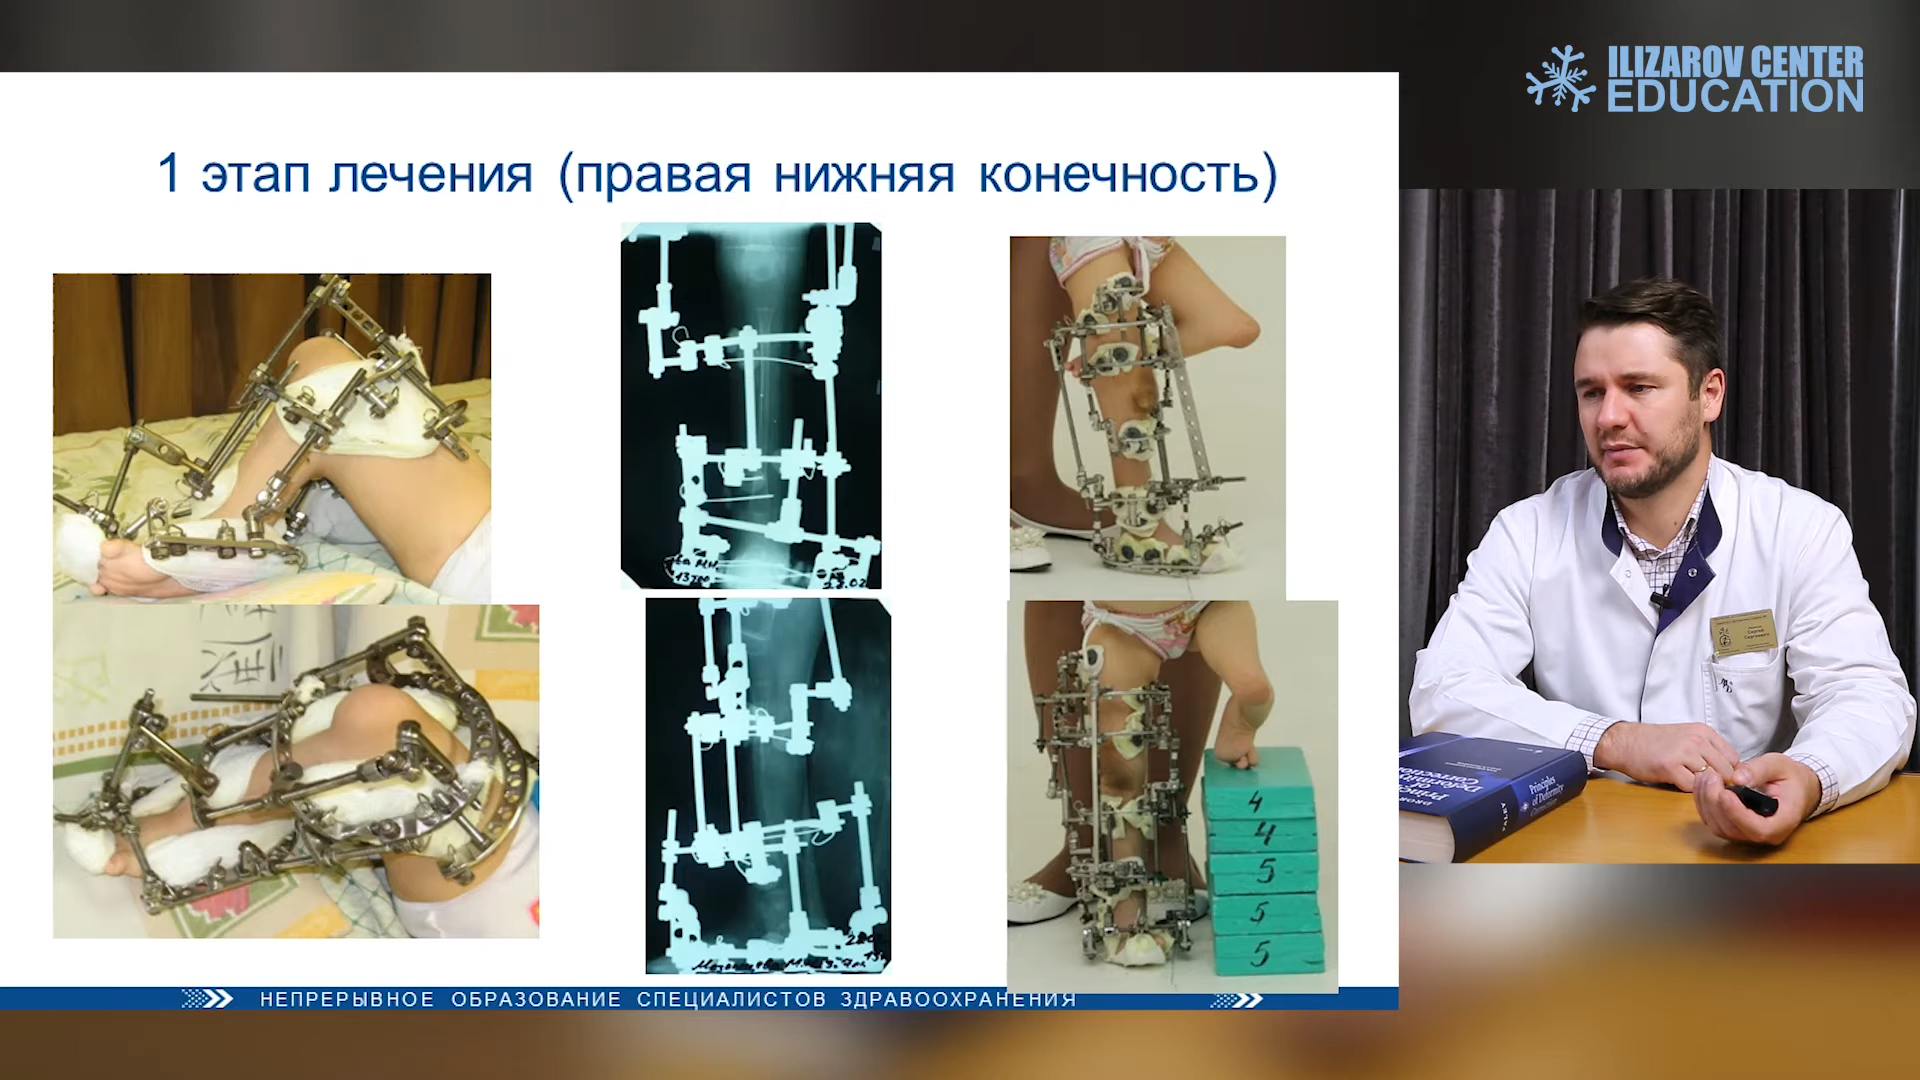 ILIZAROV CENTER
EDUCATION
1 этап лечения (правая нижняя конечность)
4
4
5
5
5
Principles
of Deformity
Correction
PALEY
НЕПРЕРЫВНОЕ ОБРАЗОВАНИЕ СПЕЦИАЛИСТОВ ЗДРАВООХРАНЕНИЯ